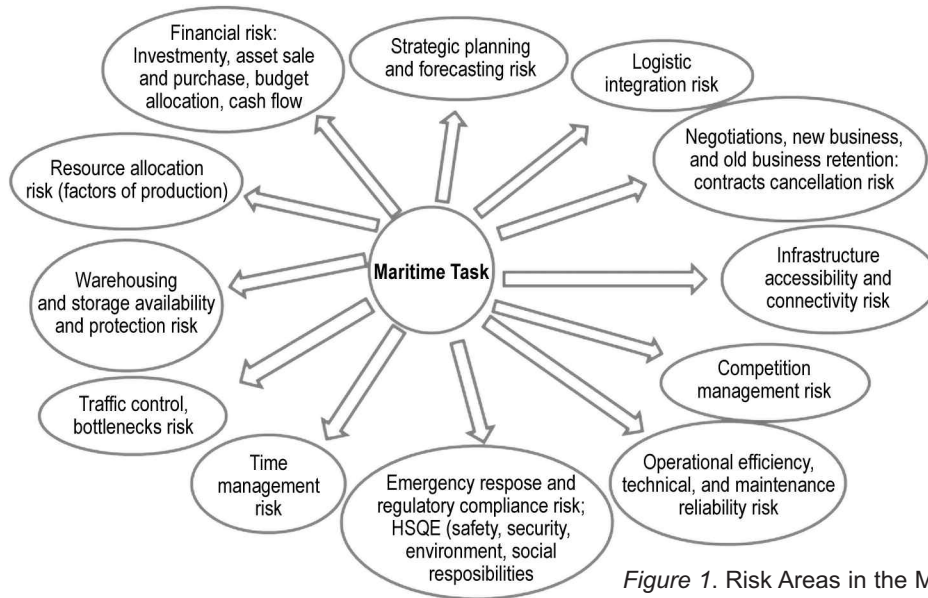 Financial risk:
Investmenty, asset sale
and purchase, budget
allocation, cash flow
Strategic planning
and forecasting risk
Logistic
integration risk
Negotiations, new business,
and old business retention:
contracts cancellation risk
Resource allocation
risk (factors of production)
Maritime Task
Infrastructure
accessibility and
connectivity risk
Warehousing
and storage availability
and protection risk
Competition
management risk
Traffic control,
bottlenecks risk
Time
management
risk
Emergency respose and
regulatory compliance risk;
HSQE (safety, security,
environment, social
resposibilities
Operational efficiency,
technical, and maintenance
reliability risk
Figure 1. Risk Areas in the M